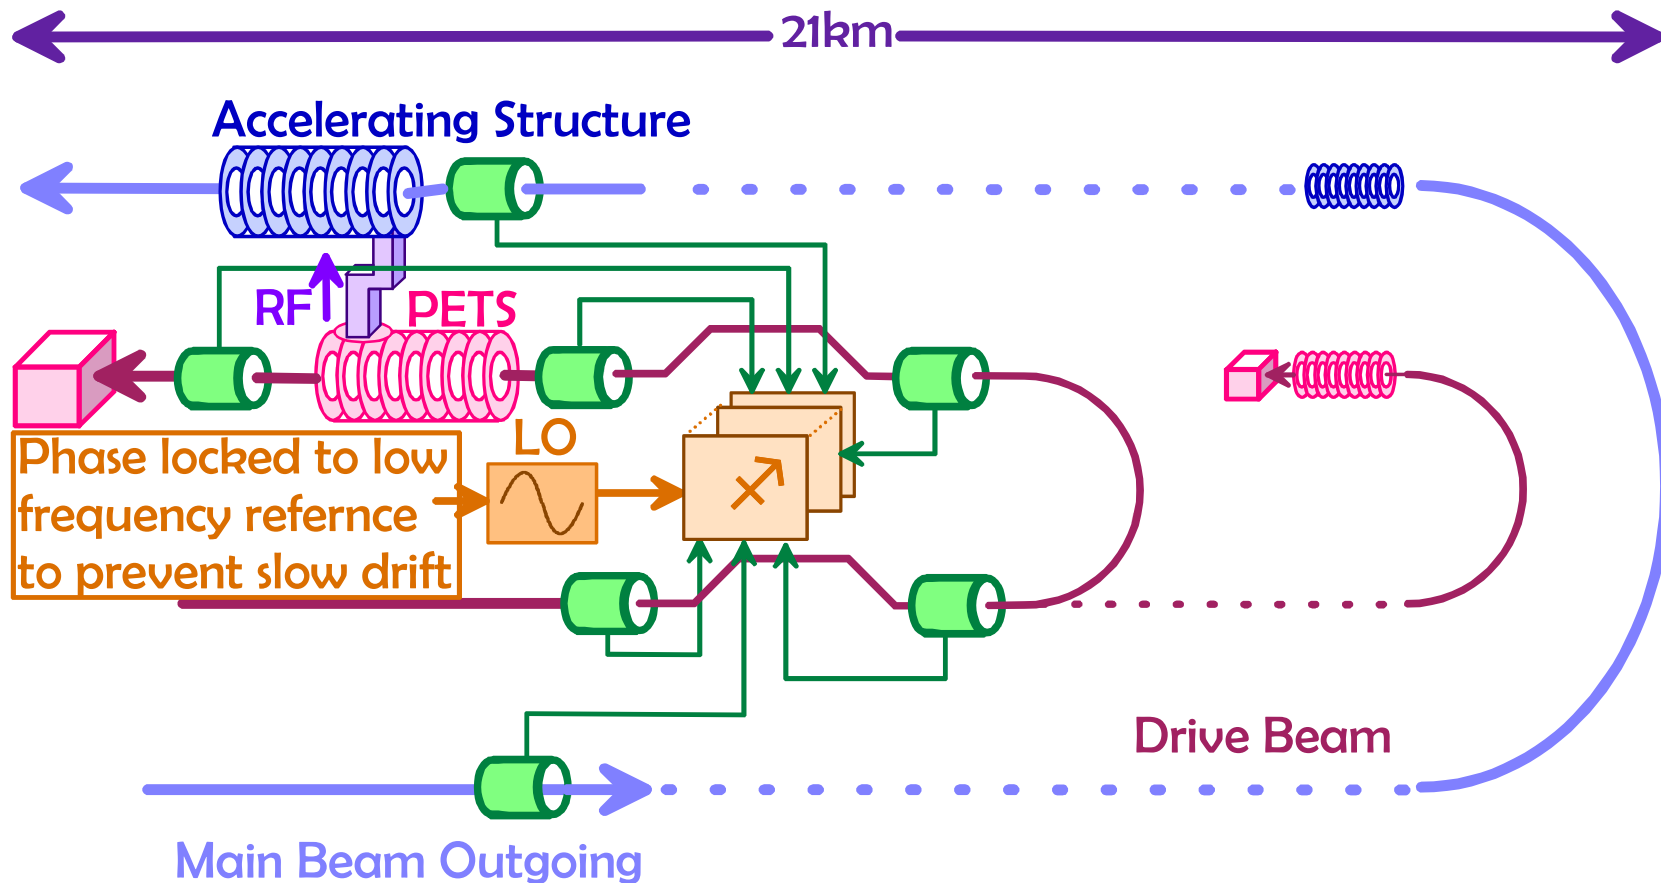 21km
Accelerating Structure
RF
PETS
LO
Phase locked to low
frequency refernce
to prevent slow drift
Drive Beam
Main Beam Outgoing